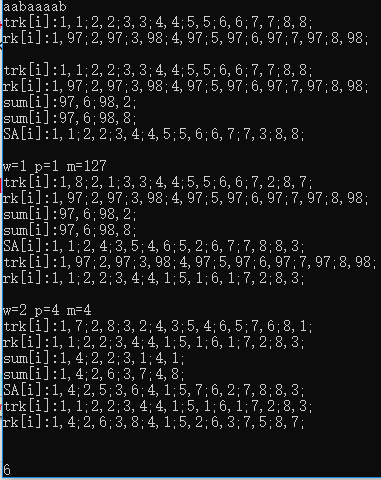 aabaaaab
trk[i]:1,1;2,2;3,3;4,4;5,5;6,6;7,7;8,8;
rk[i]:1,97;2,97;3,98;4,97;5,97;6,97;7,97;8,98;
trk[i]:1,1;2,2;3,3;4,4;5,5;6,6;7,7;8,8;
rk[i]:1,97;2,97;3,98;4,97;5,97;6,97;7,97;8,98;
sum[i]:97,6;98,2;
sum[i]:97,6;98,8;
SA[i]:1,1;2,2;3,4;4,5;5,6;6,7;7,3;8,8;
w=1 p=1 m=127
trk[i]:1,8;2,1;3,3;4,4;5,5;6,6;7,2;8,7;
rk[i]:1,97;2,97;3,98;4,97;5,97;6,97;7,97;8,98;
sum[i]:97,6;98,2;
sum[i]:97,6;98,8;
SA[i]:1,1;2,4;3,5;4,6;5,2;6,7;7,8;8,3;
trk[i]:1,97;2,97;3,98;4,97;5,97;6,97;7,97;8,98;
rk[i]:1,1;2,2;3,4;4,1;5,1;6,1;7,2;8,3;
w=2 p=4 m=4
trk[i]:1,7;2,8;3,2;4,3;5,4;6,5;7,6;8,1;
rk[i]:1,1;2,2;3,4;4,1;5,1;6,1;7,2;8,3;
sum[i]:1,4;2,2;3,1;4,1;
sum[i]:1,4;2,6;3,7;4,8;
SA[i]:1,4;2,5;3,6;4,1;5,7;6,2;7,8;8,3;
trk[i]:1,1;2,2;3,4;4,1;5,1;6,1;7,2;8,3;
rk[i]:1,4;2,6;3,8;4,1;5,2;6,3;7,5;8,7;
6